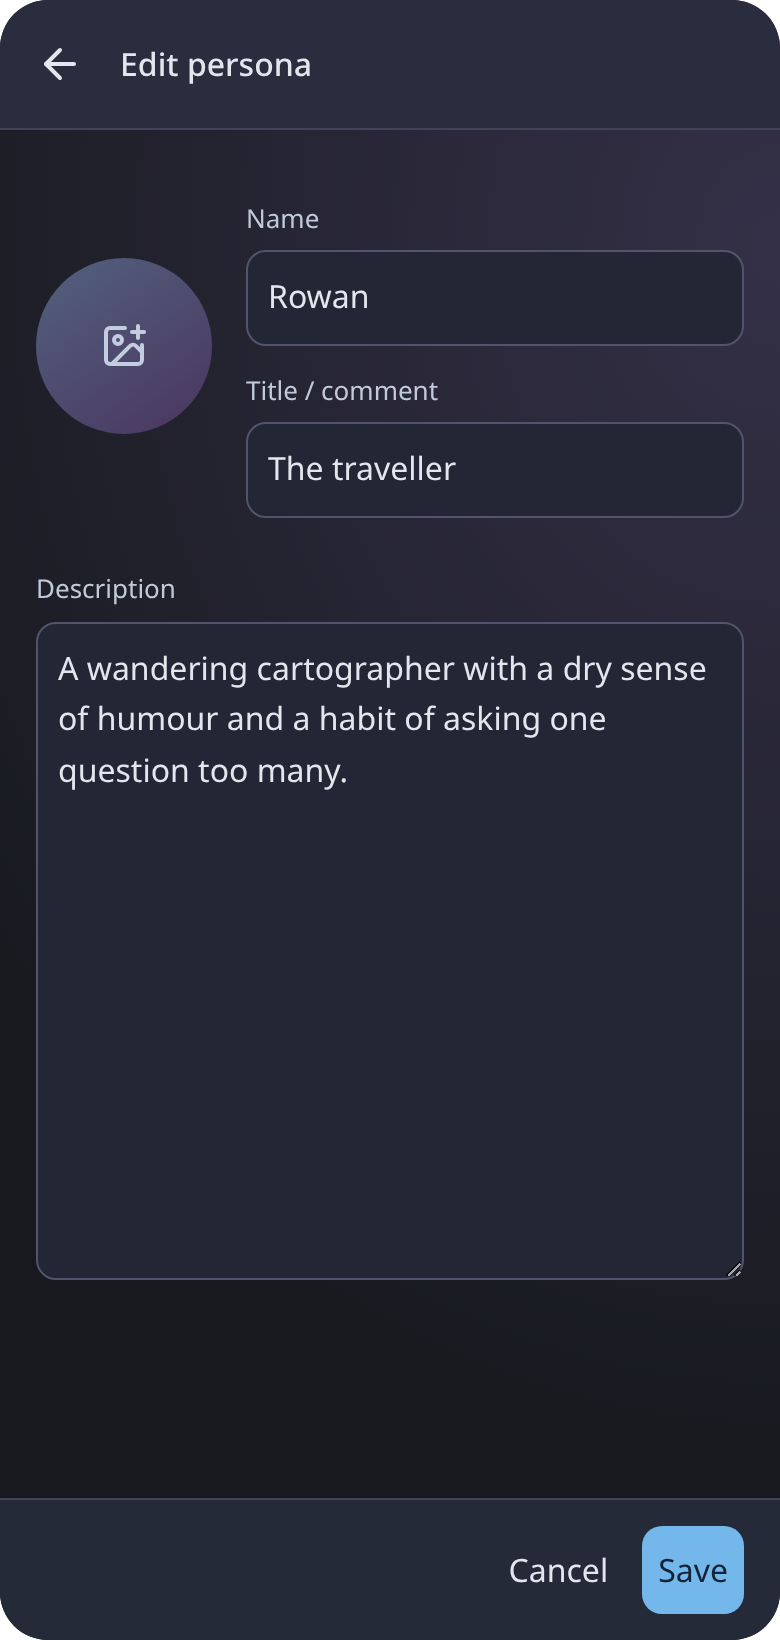 Edit persona
Name
Rowan
Title / comment
The traveller
Description
A wandering cartographer with a dry sense
of humour and a habit of asking one
question too many.
Cancel
Save